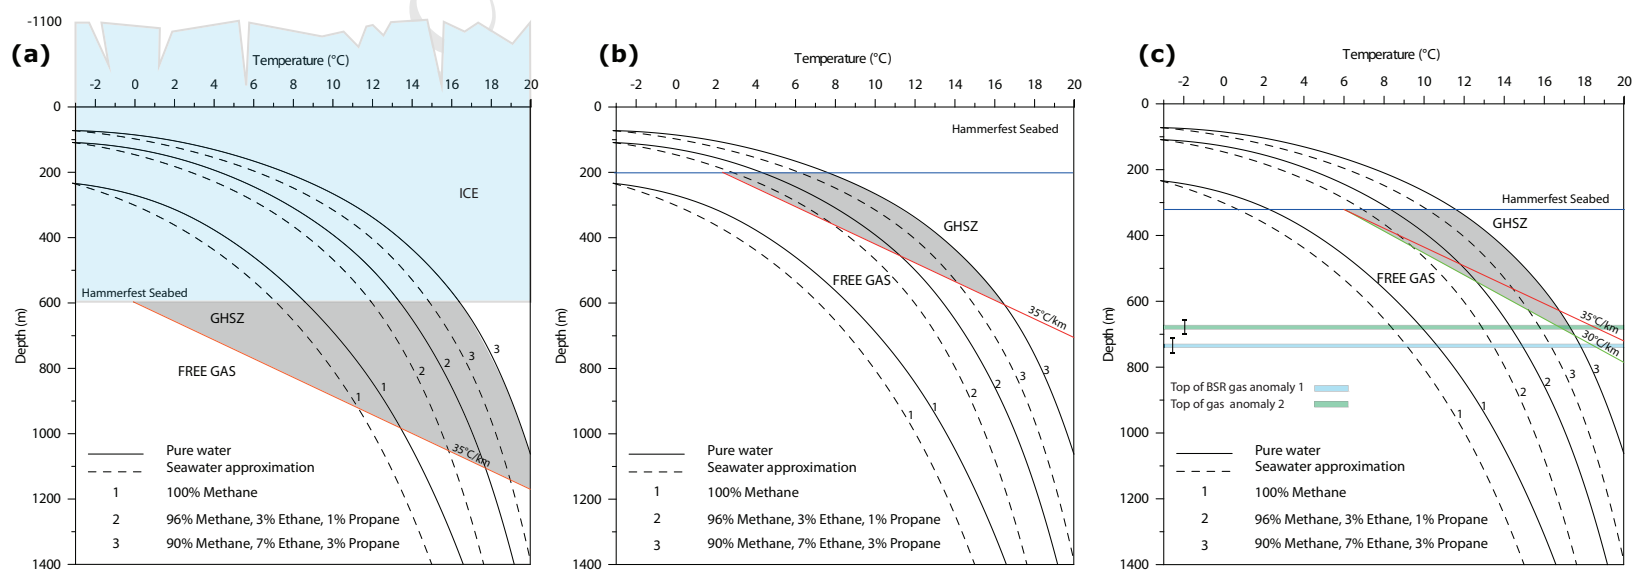 -1100
(a)
Temperature (°C)
-2 0 2 4 6 8 10 12 14 16 18 20
0
200
400
600
800
1000
1200
1400
Depth (m)
ICE
Hammerfest Seabed
GHSZ
FREE GAS
1
1
2
2
3
3
35°C/km
Pure water
Seawater approximation
1 100% Methane
2 96% Methane, 3% Ethane, 1% Propane
3 90% Methane, 7% Ethane, 3% Propane
(b)
Temperature (°C)
-2 0 2 4 6 8 10 12 14 16 18 20
0
200
400
600
800
1000
1200
1400
Depth (m)
Hammerfest Seabed
GHSZ
FREE GAS
35°C/km
1
1
2
2
3
3
Pure water
Seawater approximation
1 100% Methane
2 96% Methane, 3% Ethane, 1% Propane
3 90% Methane, 7% Ethane, 3% Propane
(c)
Temperature (°C)
-2 0 2 4 6 8 10 12 14 16 18 20
0
200
400
600
800
1000
1200
1400
Depth (m)
Hammerfest Seabed
GHSZ
FREE GAS
35°C/km
30°C/km
1
1
2
2
3
3
Top of BSR gas anomaly 1
Top of gas anomaly 2
Pure water
Seawater approximation
1 100% Methane
2 96% Methane, 3% Ethane, 1% Propane
3 90% Methane, 7% Ethane, 3% Propane